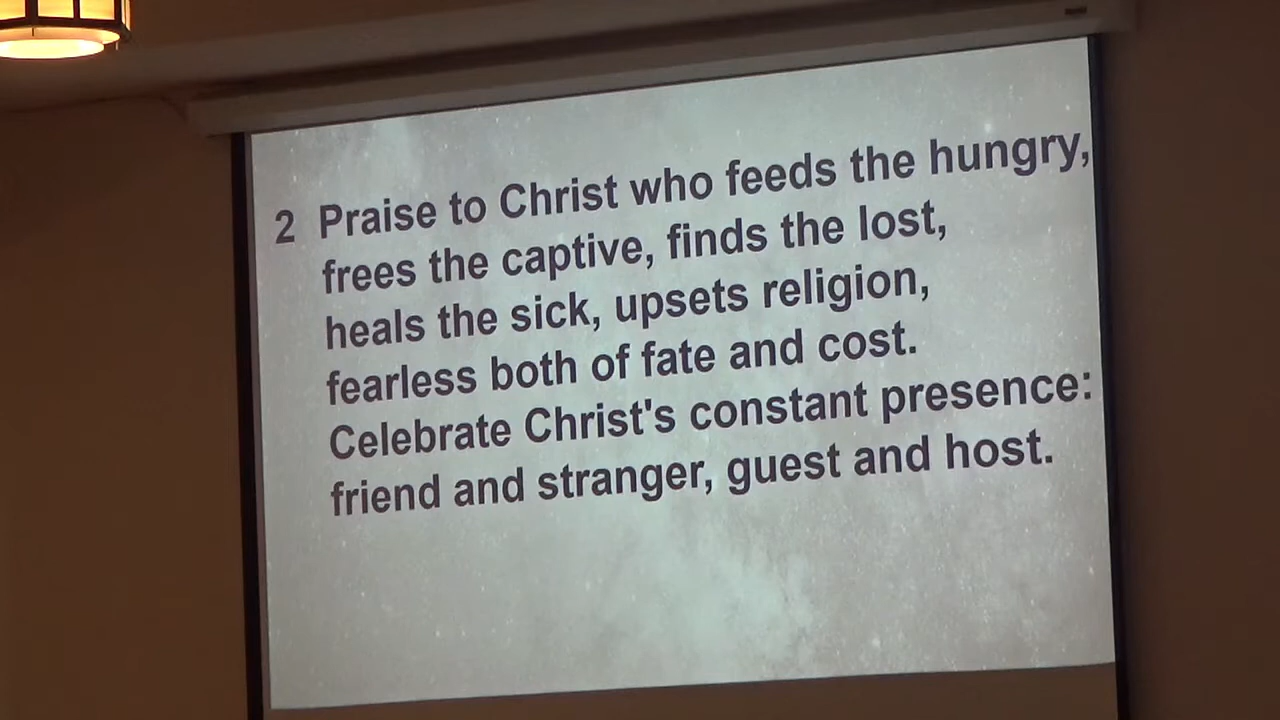 2 Praise to Christ who feeds the hungry,
frees the captive, finds the lost,
heals the sick, upsets religion,
fearless both of fate and cost.
Celebrate Christ's constant presence:
friend and stranger, guest and host.